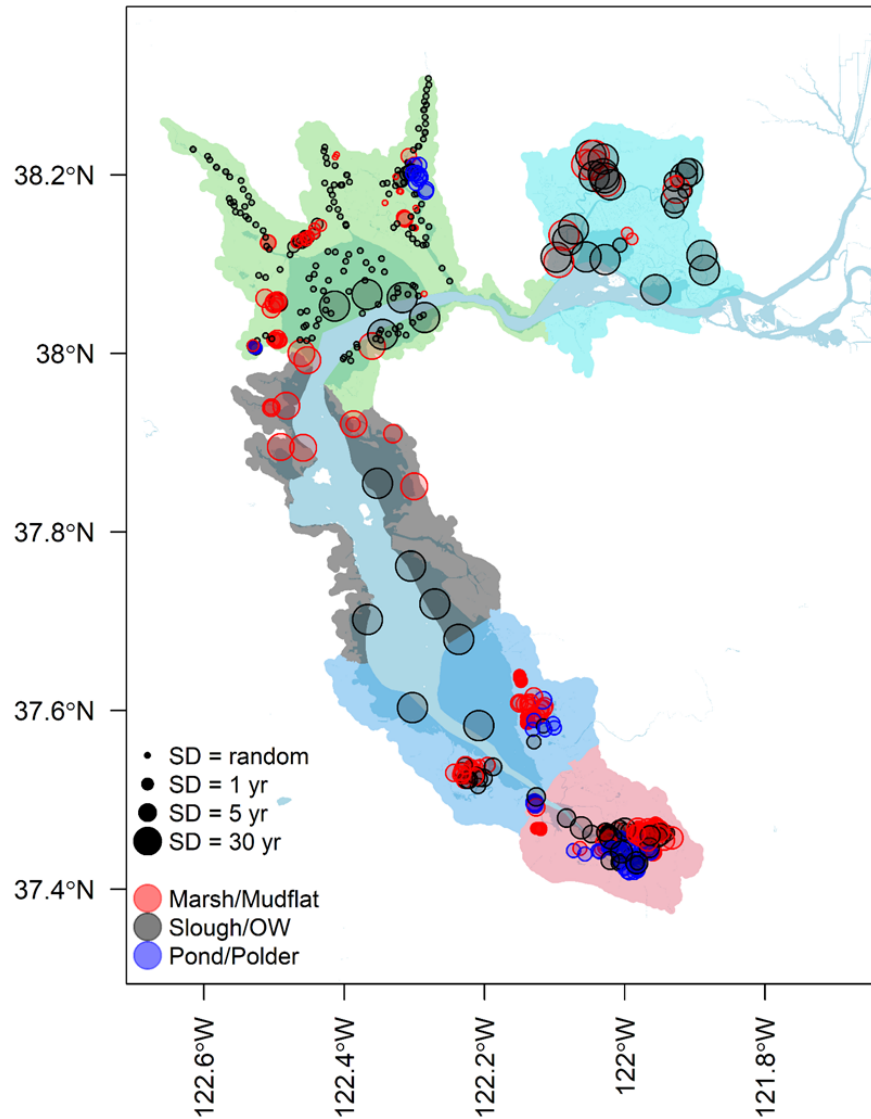 38.2°N
38°N
37.8°N
37.6°N
37.4°N
SD = random
SD = 1 yr
SD = 5 yr
SD = 30 yr
Marsh/Mudflat
Slough/OW
Pond/Polder
122.6°W
122.4°W
122.2°W
122°W
121.8°W